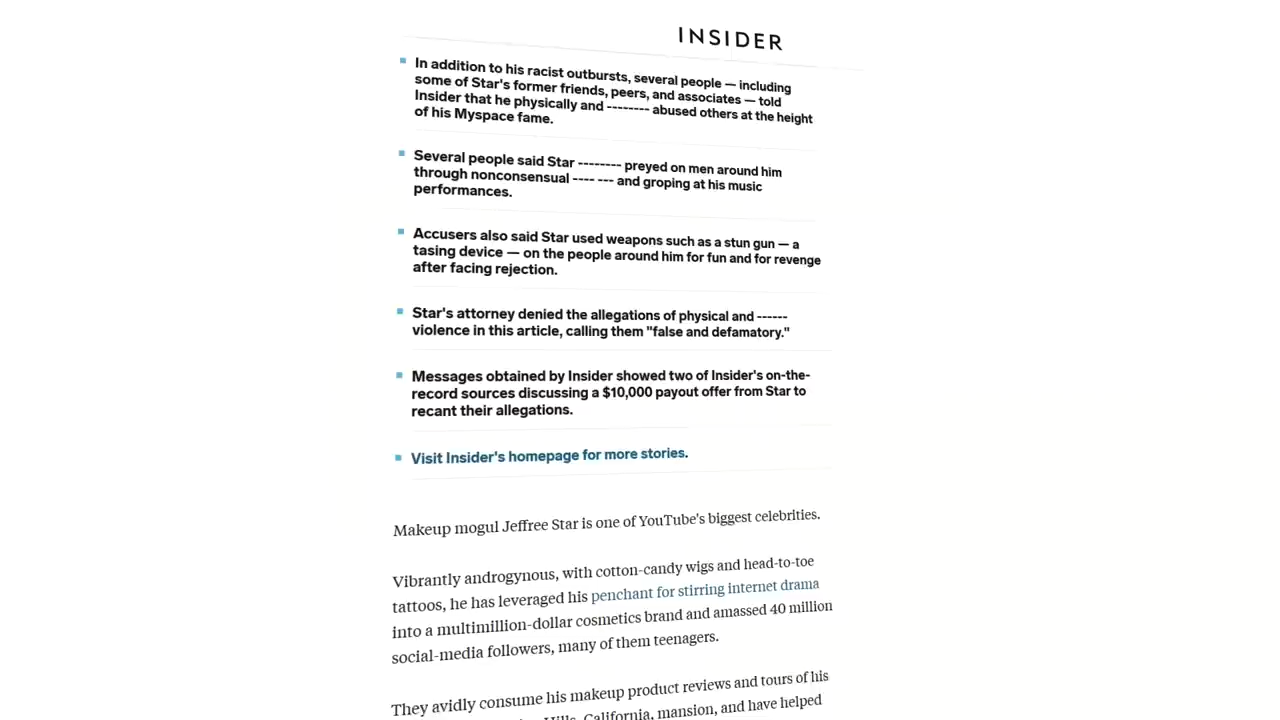 INSIDER
In addition to his racist outbursts, several people — including
some of Star's former friends, peers, and associates — told
Insider that he physically and -------- abused others at the height
of his Myspace fame.
Several people said Star -------- preyed on men around him
through nonconsensual ---- --- and groping at his music
performances.
Accusers also said Star used weapons such as a stun gun — a
tasing device — on the people around him for fun and for revenge
after facing rejection.
Star's attorney denied the allegations of physical and ------
violence in this article, calling them "false and defamatory."
Messages obtained by Insider showed two of Insider's on-the-
record sources discussing a $10,000 payout offer from Star to
recant their allegations.
Visit Insider's homepage for more stories.
Makeup mogul Jeffree Star is one of YouTube's biggest celebrities.
Vibrantly androgynous, with cotton-candy wigs and head-to-toe
tattoos, he has leveraged his penchant for stirring internet drama
into a multimillion-dollar cosmetics brand and amassed 40 million
social-media followers, many of them teenagers.
They avidly consume his makeup product reviews and tours of his
Hills, California, mansion, and have helped